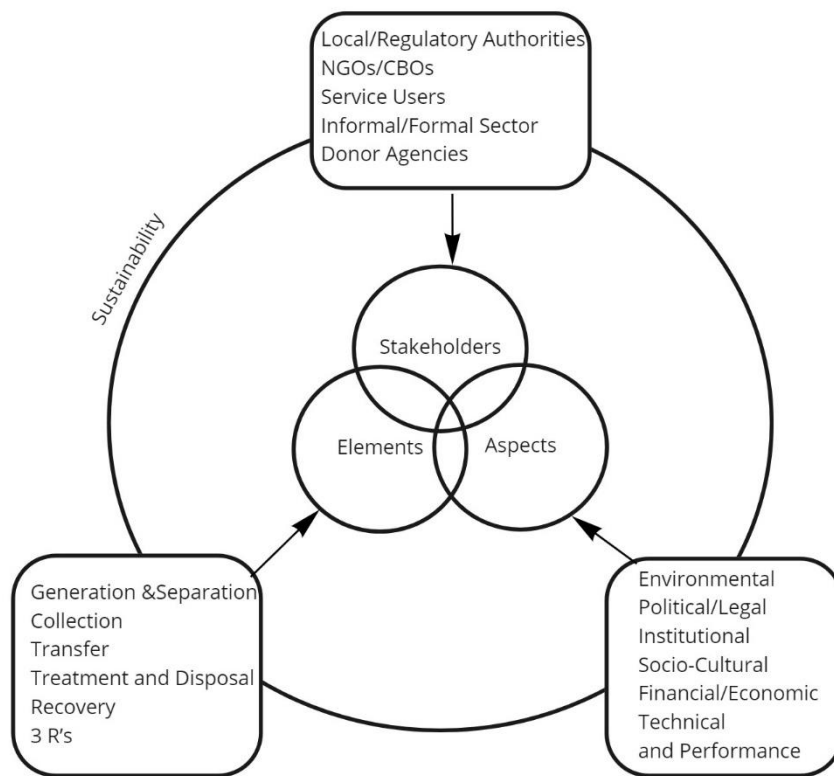 Local/Regulatory Authorities
NGOs/CBOs
Service Users
Informal/Formal Sector
Donor Agencies
Sustainability
Stakeholders
Elements
Aspects
Generation &Separation
Collection
Transfer
Treatment and Disposal
Recovery
3 R's
Environmental
Political/Legal
Institutional
Socio-Cultural
Financial/Economic
Technical
and Performance